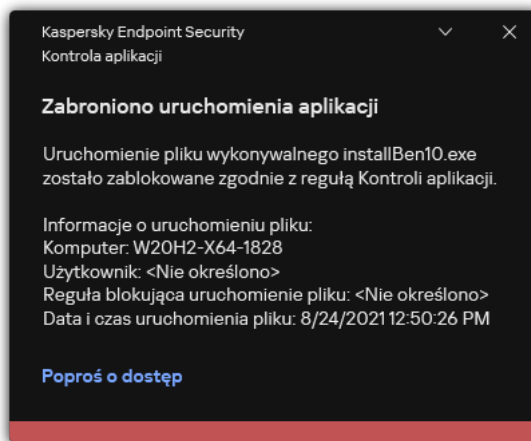 Kaspersky Endpoint Security
Kontrola aplikacji
Zabroniono uruchomienia aplikacji
Uruchomienie pliku wykonywalnego installBen10.exe
zostało zablokowane zgodnie z regułą Kontroli aplikacji.
Informacje o uruchomieniu pliku:
Komputer: W20H2-X64-1828
Użytkownik: <Nie określono>
Reguła blokująca uruchomienie pliku: <Nie określono>
Data i czas uruchomienia pliku: 8/24/2021 12:50:26 PM
Poproś o dostęp